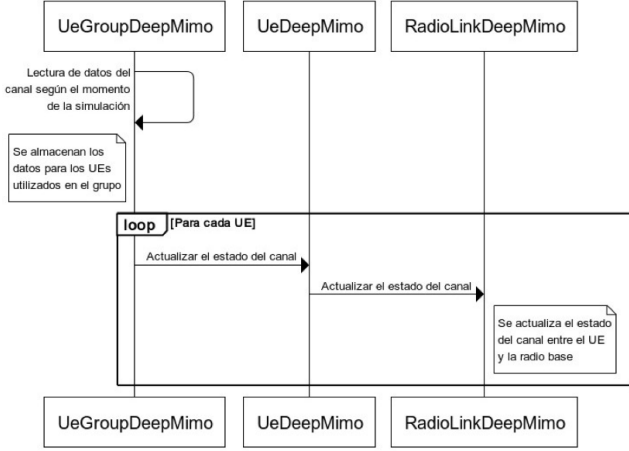 UeGroupDeepMimo
UeDeepMimo
RadioLinkDeepMimo
Lectura de datos del
canal según el momento
de la simulación
Se almacenan los
datos para los UEs
utilizados en el grupo
loop
[Para cada UE]
Actualizar el estado del canal
Actualizar el estado del canal
Se actualiza el estado
del canal entre el UE
y la radio base
UeGroupDeepMimo
UeDeepMimo
RadioLinkDeepMimo